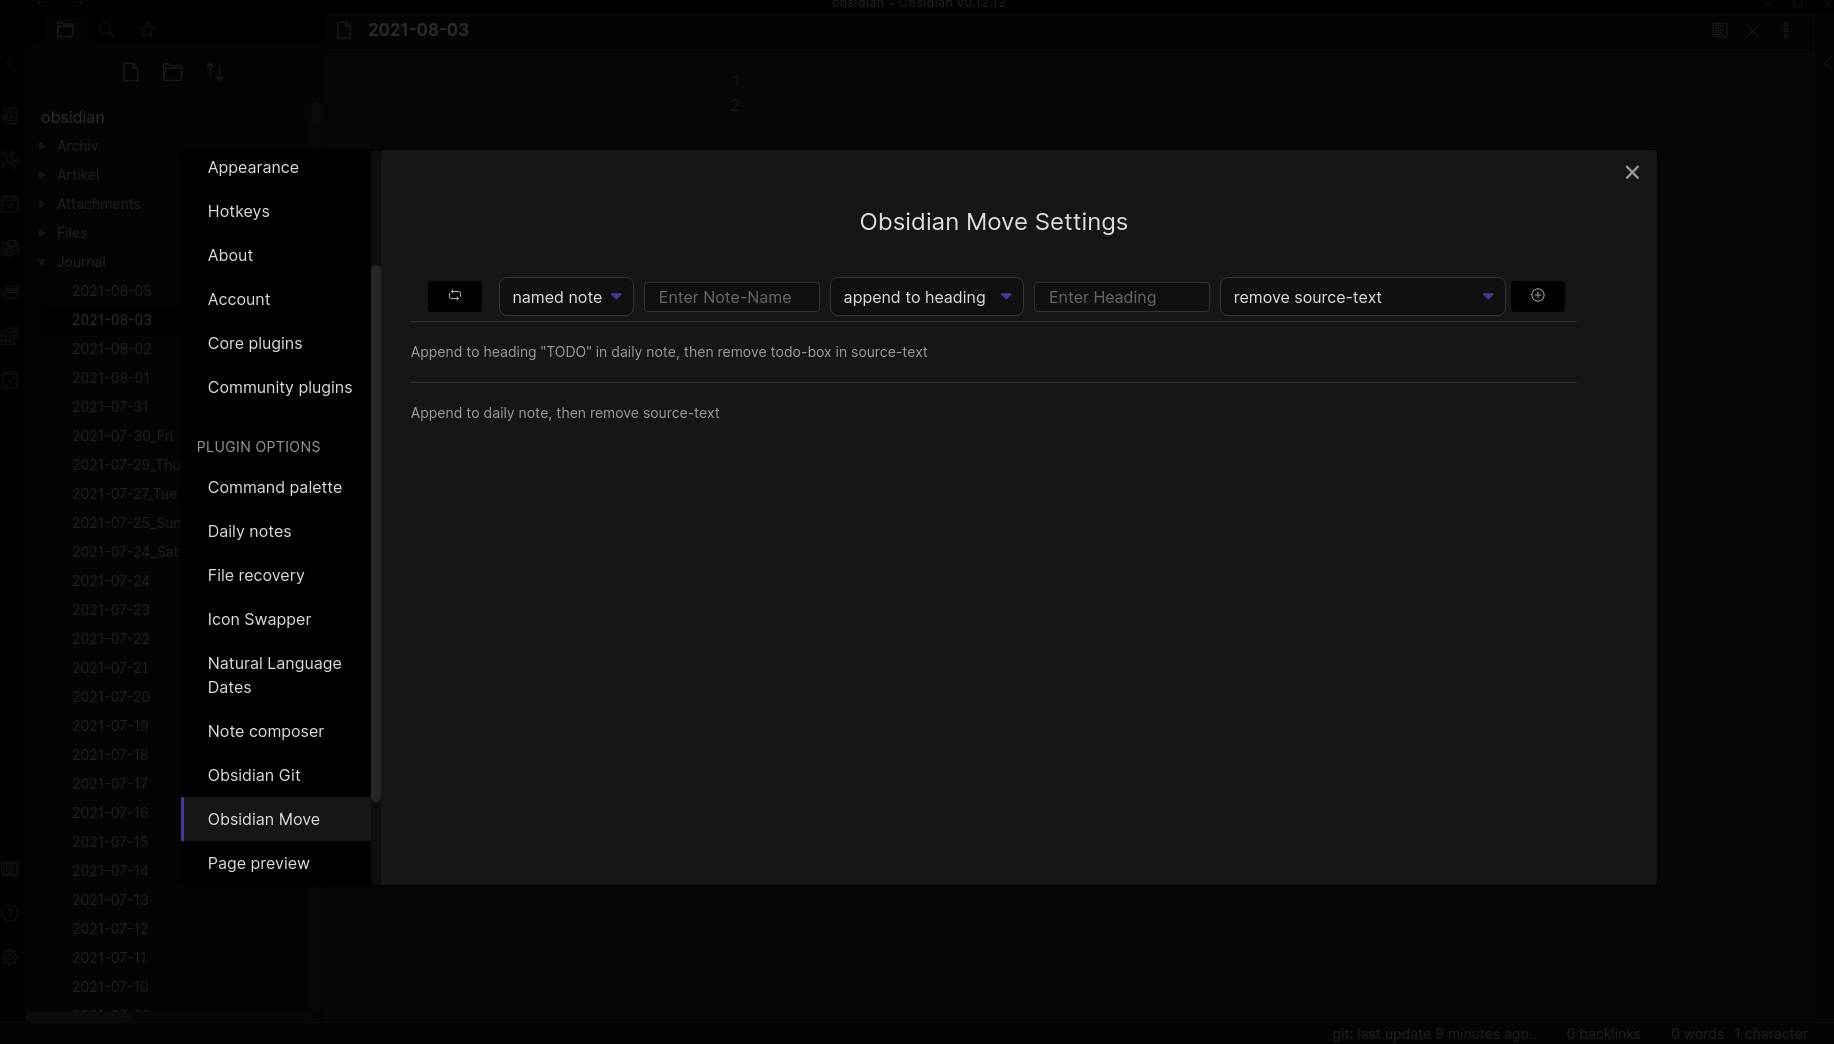 obsidian - Obsidian v0.12.12
2021-08-03
1
2
obsidian
Archiv
Artikel
Attachments
Files
Journal
2021-08-05
2021-08-03
2021-08-02
2021-08-01
2021-07-31
2021-07-30_Fri
2021-07-29_Thu
2021-07-27_Tue
2021-07-25_Sun
2021-07-24_Sat
2021-07-24
2021-07-23
2021-07-22
2021-07-21
2021-07-20
2021-07-19
2021-07-18
2021-07-17
2021-07-16
2021-07-15
2021-07-14
2021-07-13
2021-07-12
2021-07-11
2021-07-10
Appearance
Hotkeys
About
Account
Core plugins
Community plugins
PLUGIN OPTIONS
Command palette
Daily notes
File recovery
Icon Swapper
Natural Language
Dates
Note composer
Obsidian Git
Obsidian Move
Page preview
Obsidian Move Settings
named note Enter Note-Name append to heading Enter Heading remove source-text
Append to heading "TODO" in daily note, then remove todo-box in source-text
Append to daily note, then remove source-text
git: last update 9 minutes ago.. 0 backlinks 0 words 1 character